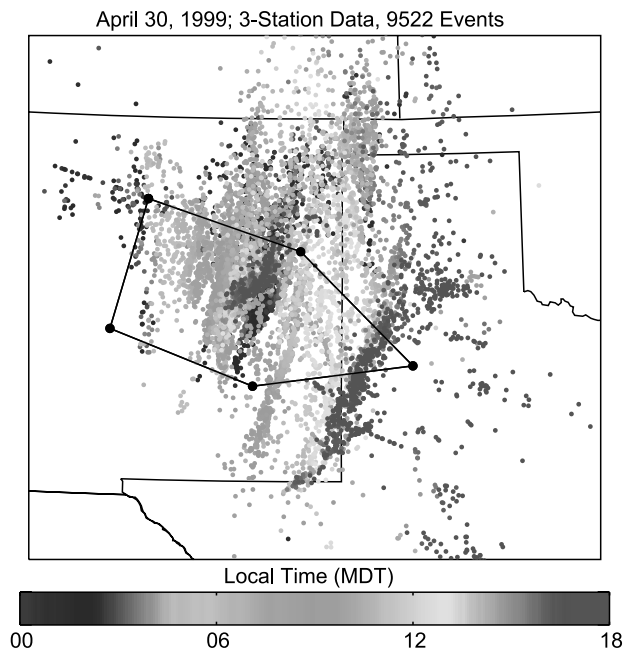 April 30, 1999; 3-Station Data, 9522 Events
Local Time (MDT)
00 06 12 18